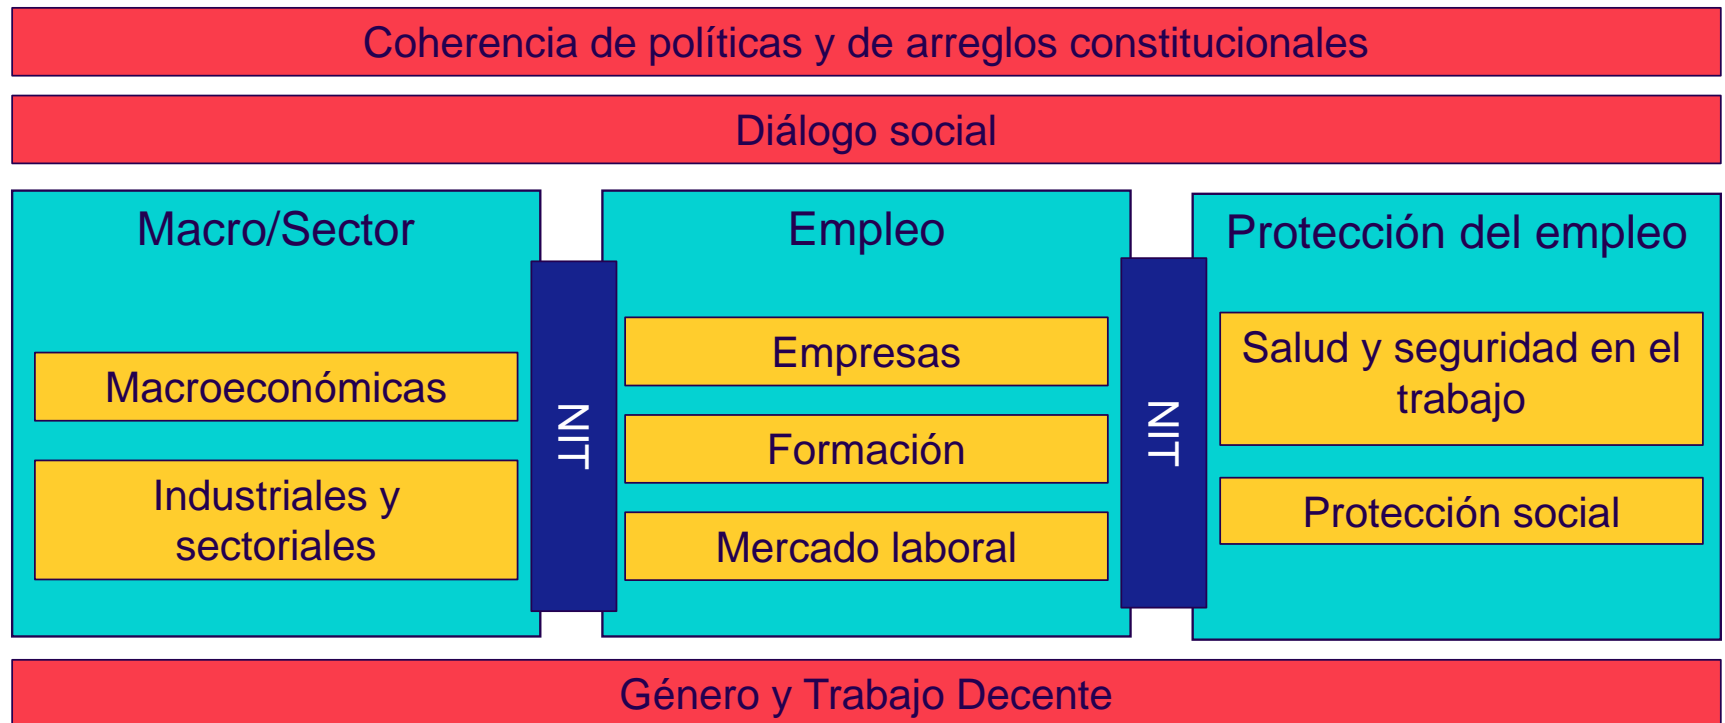 Coherencia de políticas y de arreglos constitucionales
Diálogo social
Macro/Sector
Macroeconómicas
Industriales y
sectoriales
NIT
Empleo
Empresas
Formación
Mercado laboral
NIT
Protección del empleo
Salud y seguridad en el
trabajo
Protección social
Género y Trabajo Decente